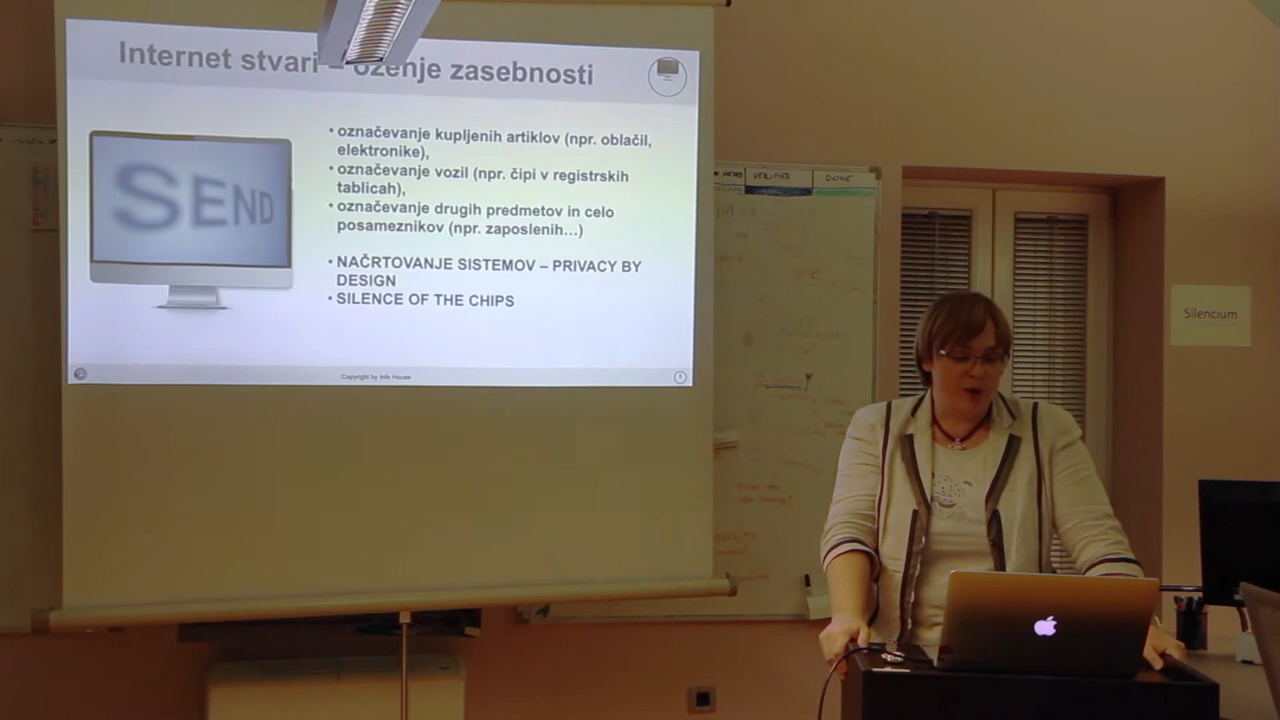 Internet stvari – oženje zasebnosti
SEND
• označevanje kupljenih artiklov (npr. oblačil,
elektronike),
• označevanje vozil (npr. čipi v registrskih
tablicah),
• označevanje drugih predmetov in celo
posameznikov (npr. zaposlenih...)
• NAČRTOVANJE SISTEMOV – PRIVACY BY
DESIGN
• SILENCE OF THE CHIPS
Copyright by Info House
VERIFIED
DONE
Silencium